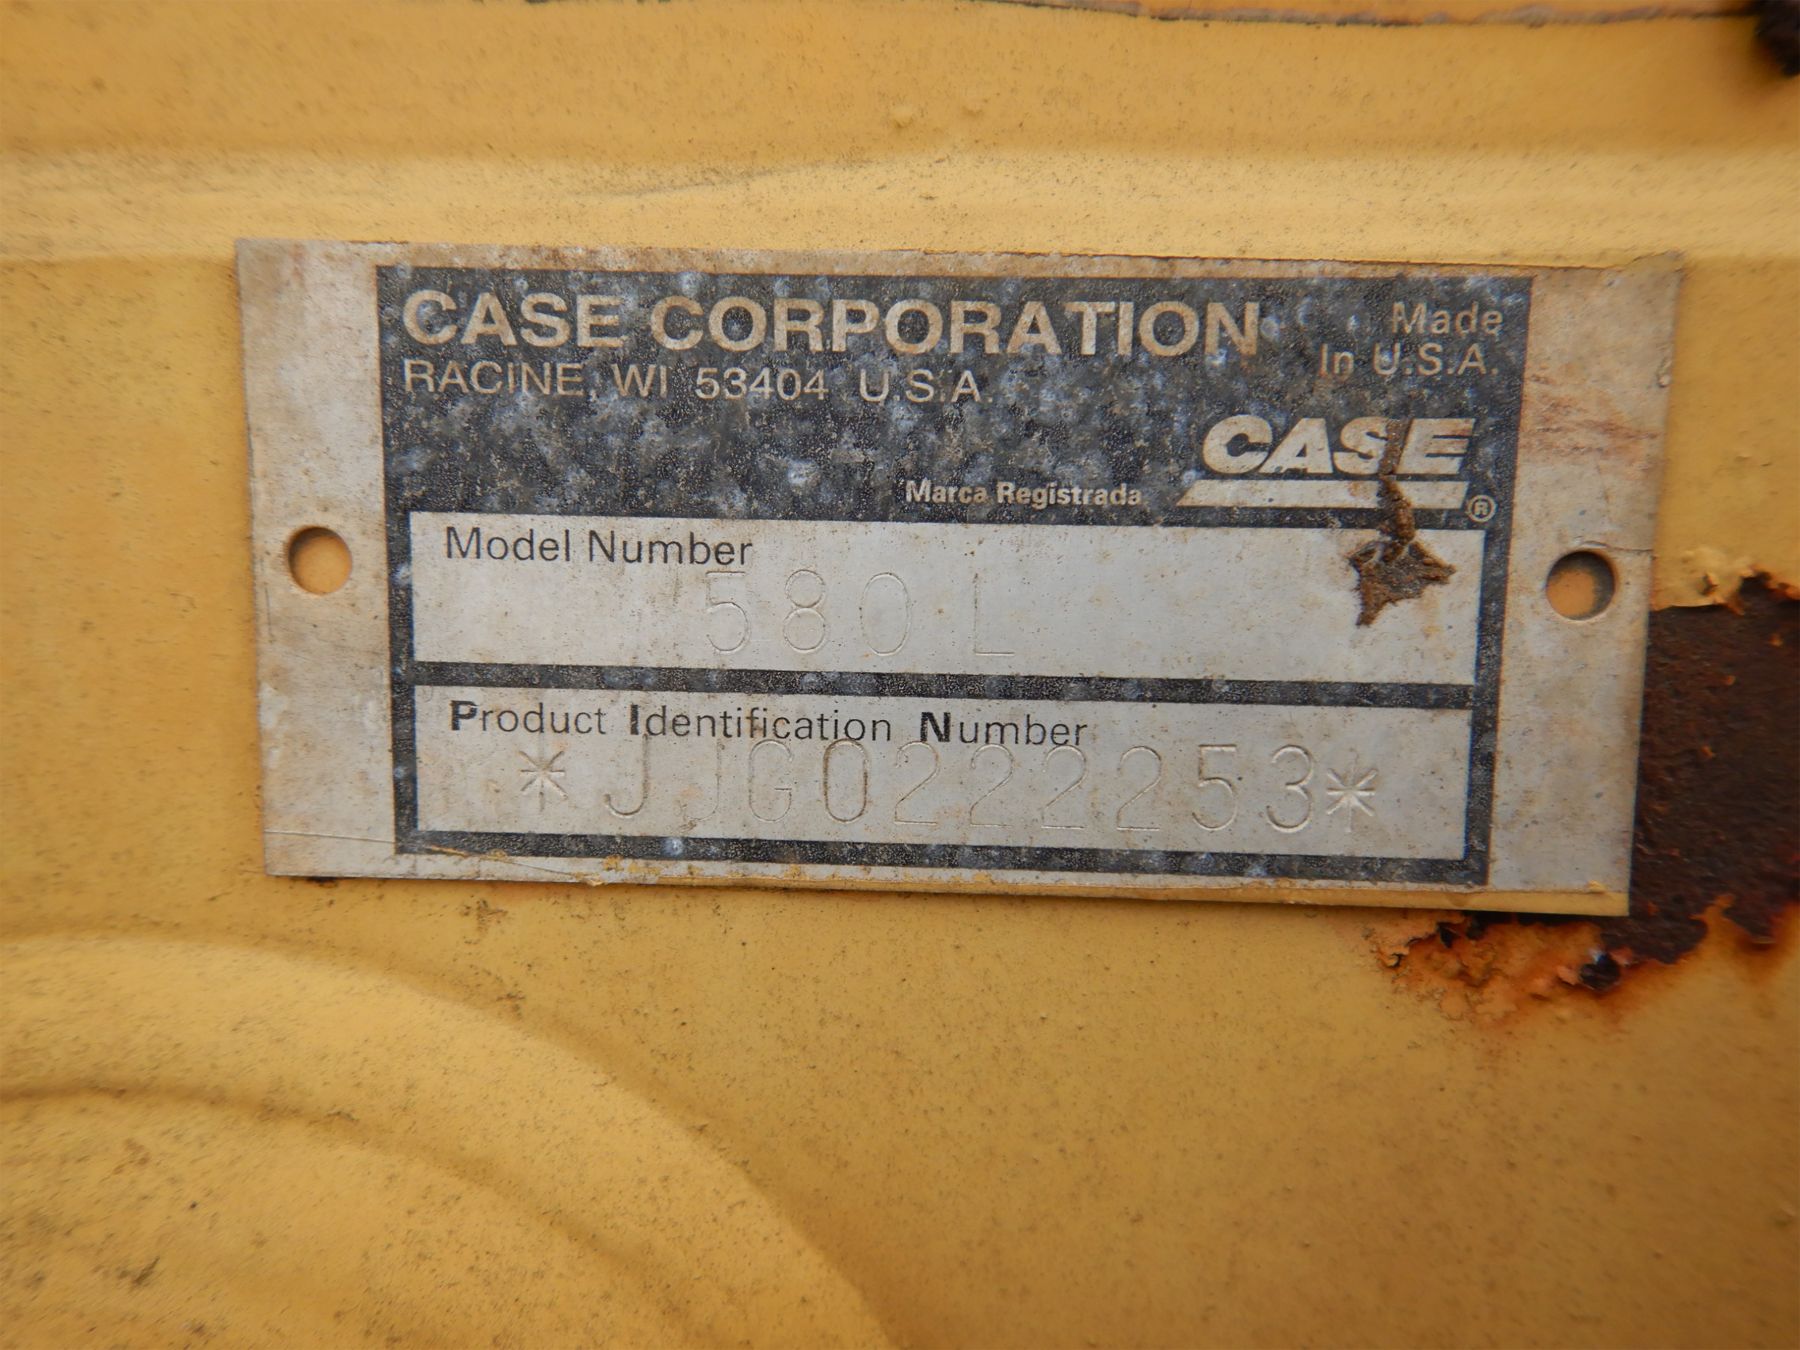 CASE CORPORATION
Made
In U.S.A.
RACINE, WI 53404 U.S.A.
CASE
Marca Registrada ®
Model Number
580 L
Product Identification Number
*JJG0222253*